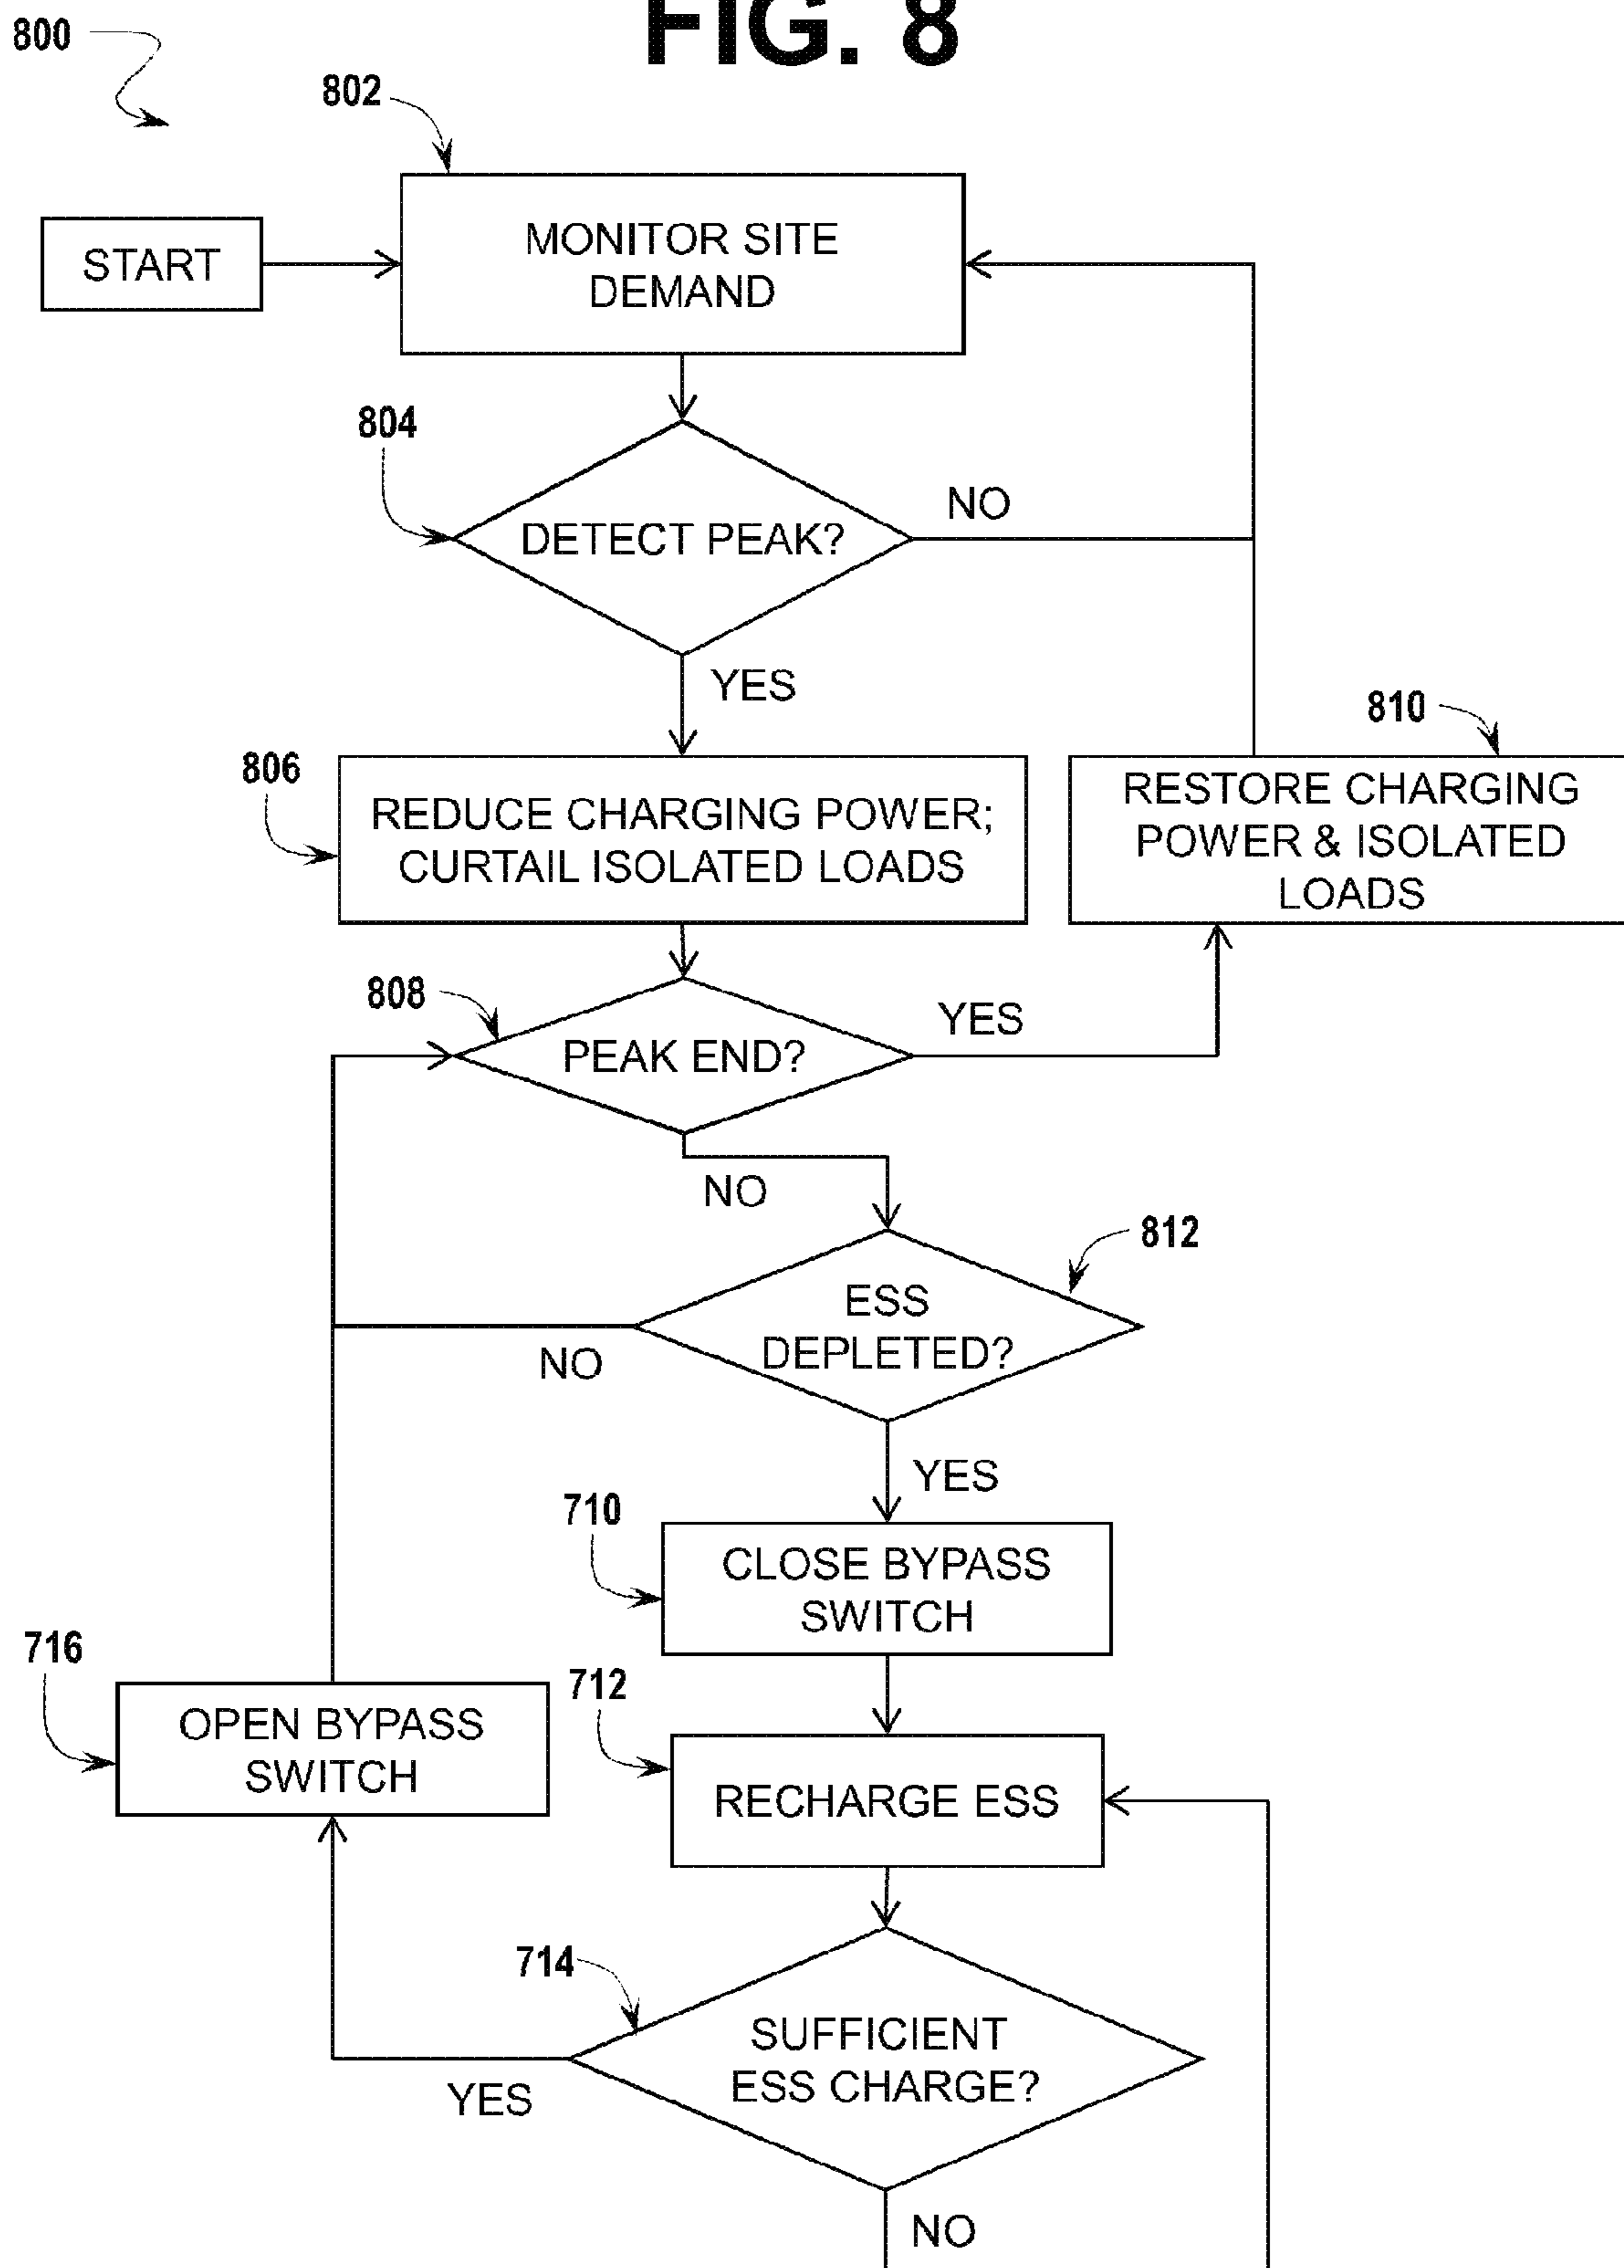 FIG. 8
800
802
START
MONITOR SITE
DEMAND
804
DETECT PEAK?
NO
YES
806
REDUCE CHARGING POWER;
CURTAIL ISOLATED LOADS
810
RESTORE CHARGING
POWER & ISOLATED
LOADS
808
PEAK END?
YES
NO
812
ESS
DEPLETED?
NO
YES
710
CLOSE BYPASS
SWITCH
716
OPEN BYPASS
SWITCH
712
RECHARGE ESS
714
SUFFICIENT
ESS CHARGE?
YES
NO